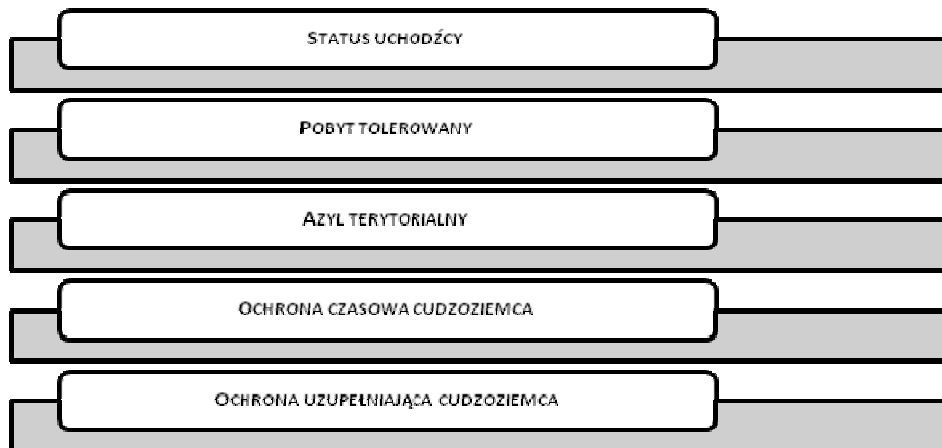 STATUS UCHODŹCY
POBYT TOLEROWANY
AZYL TERYTORIALNY
OCHRONA CZASOWA CUDZOZIEMCA
OCHRONA UZUPEŁNIAJĄCA CUDZOZIEMCA